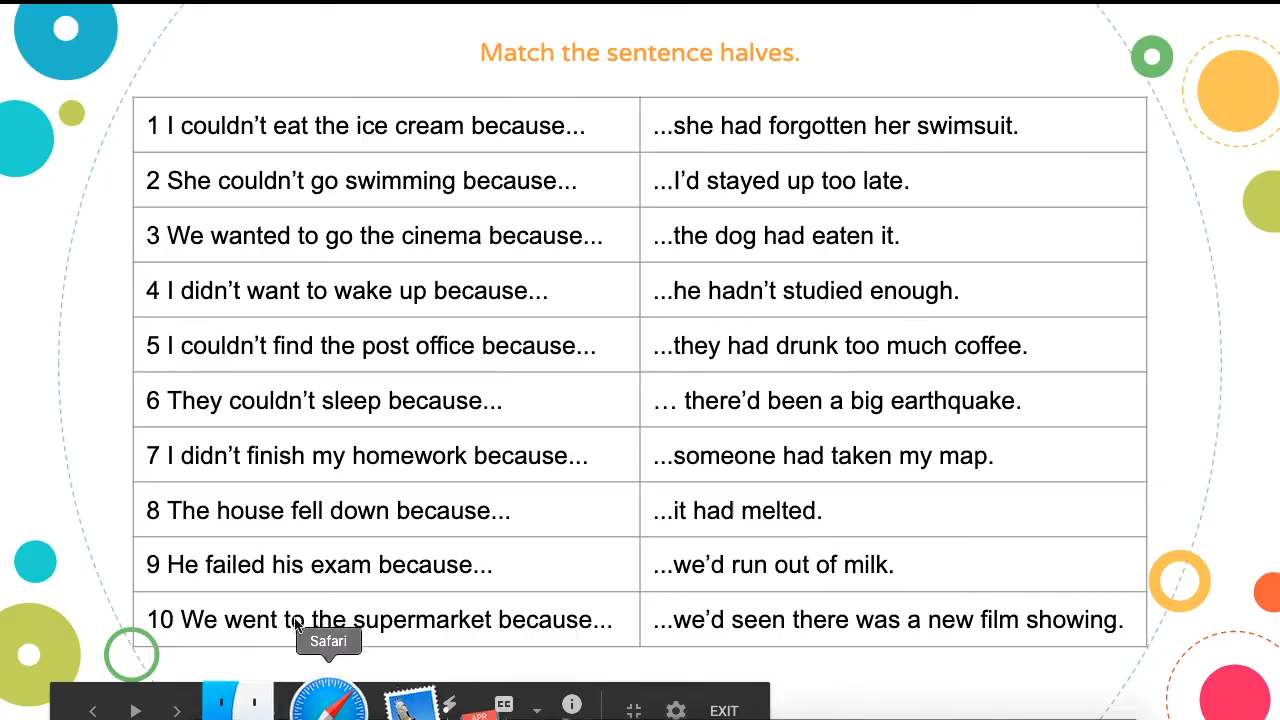 Match the sentence halves.
1 I couldn't eat the ice cream because... ...she had forgotten her swimsuit.
2 She couldn't go swimming because... ...I'd stayed up too late.
3 We wanted to go the cinema because... ...the dog had eaten it.
4 I didn't want to wake up because... ...he hadn't studied enough.
5 I couldn't find the post office because... ...they had drunk too much coffee.
6 They couldn't sleep because... ... there'd been a big earthquake.
7 I didn't finish my homework because... ...someone had taken my map.
8 The house fell down because... ...it had melted.
9 He failed his exam because... ...we'd run out of milk.
10 We went to the supermarket because... ...we'd seen there was a new film showing.
Safari
CC
APR
EXIT